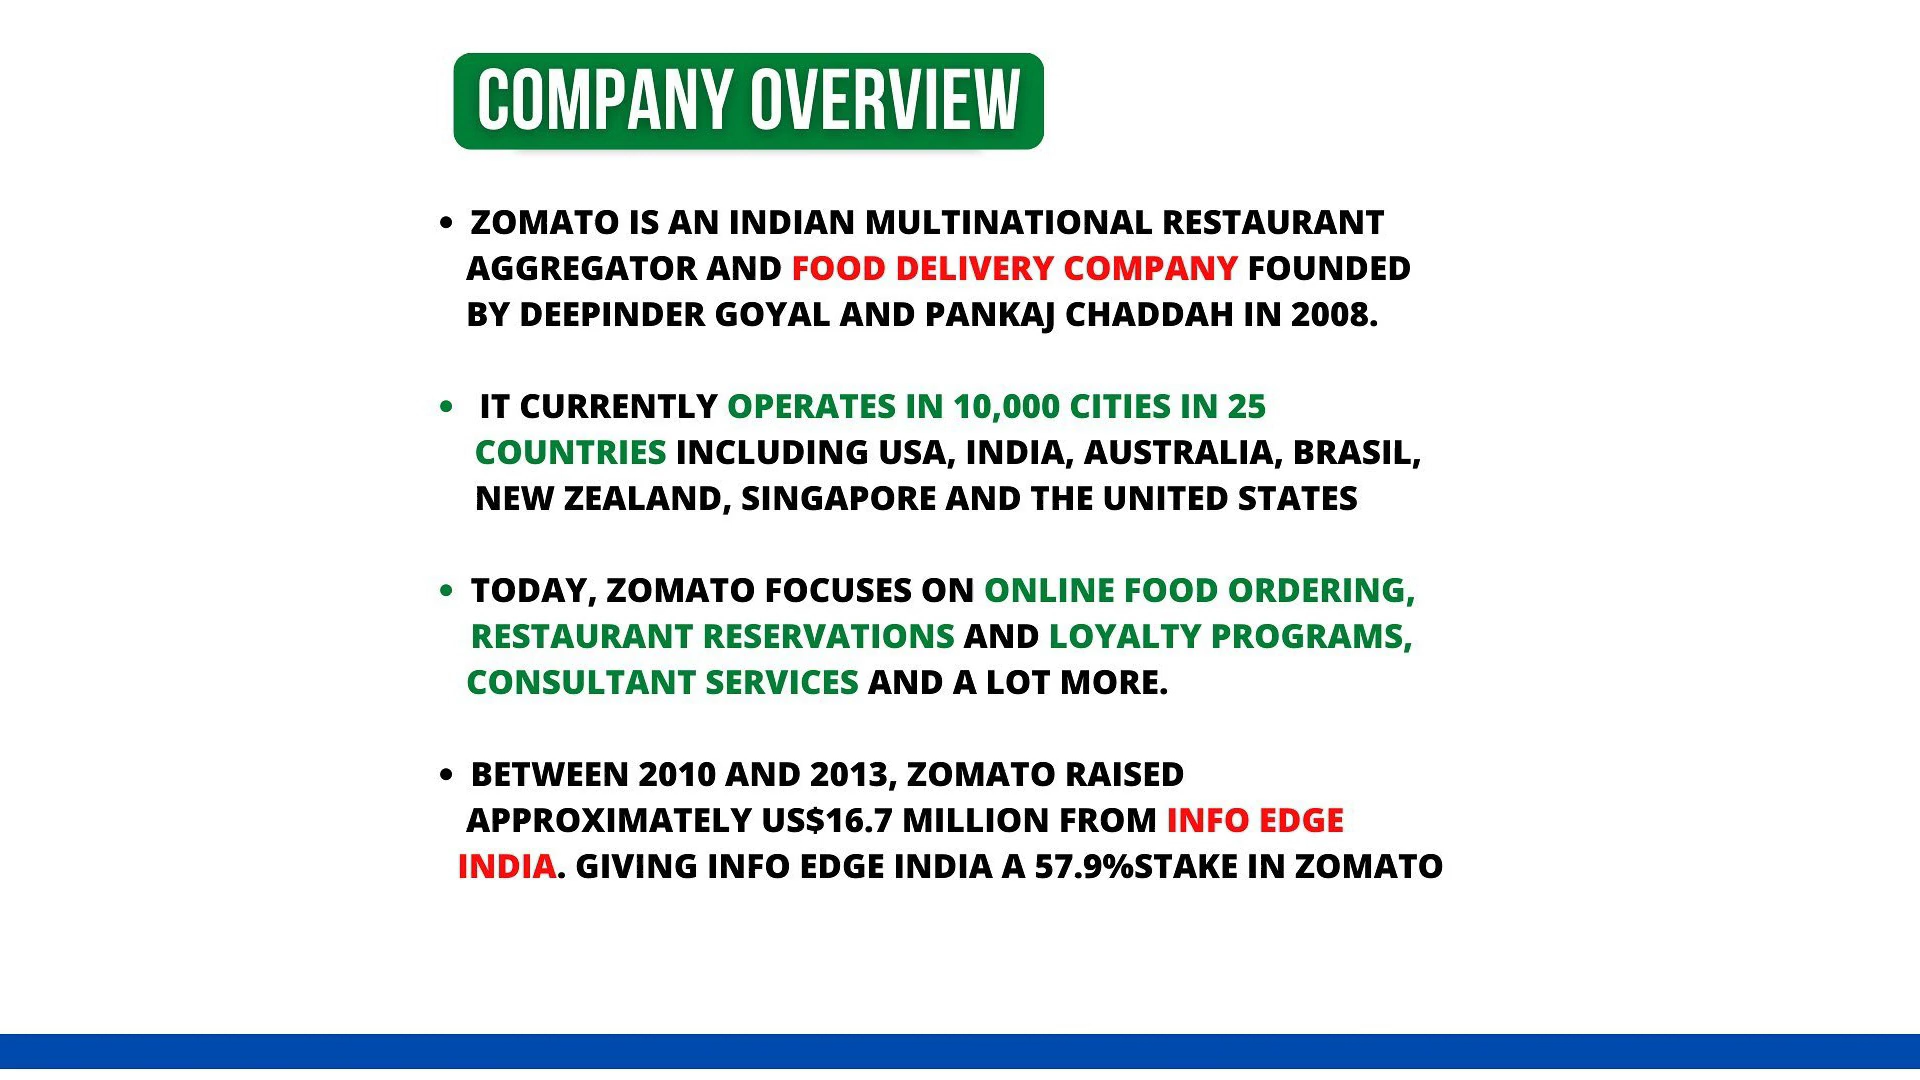 COMPANY OVERVIEW
• ZOMATO IS AN INDIAN MULTINATIONAL RESTAURANT
AGGREGATOR AND FOOD DELIVERY COMPANY FOUNDED
BY DEEPINDER GOYAL AND PANKAJ CHADDAH IN 2008.
• IT CURRENTLY OPERATES IN 10,000 CITIES IN 25
COUNTRIES INCLUDING USA, INDIA, AUSTRALIA, BRASIL,
NEW ZEALAND, SINGAPORE AND THE UNITED STATES
• TODAY, ZOMATO FOCUSES ON ONLINE FOOD ORDERING,
RESTAURANT RESERVATIONS AND LOYALTY PROGRAMS,
CONSULTANT SERVICES AND A LOT MORE.
• BETWEEN 2010 AND 2013, ZOMATO RAISED
APPROXIMATELY US$16.7 MILLION FROM INFO EDGE
INDIA. GIVING INFO EDGE INDIA A 57.9%STAKE IN ZOMATO